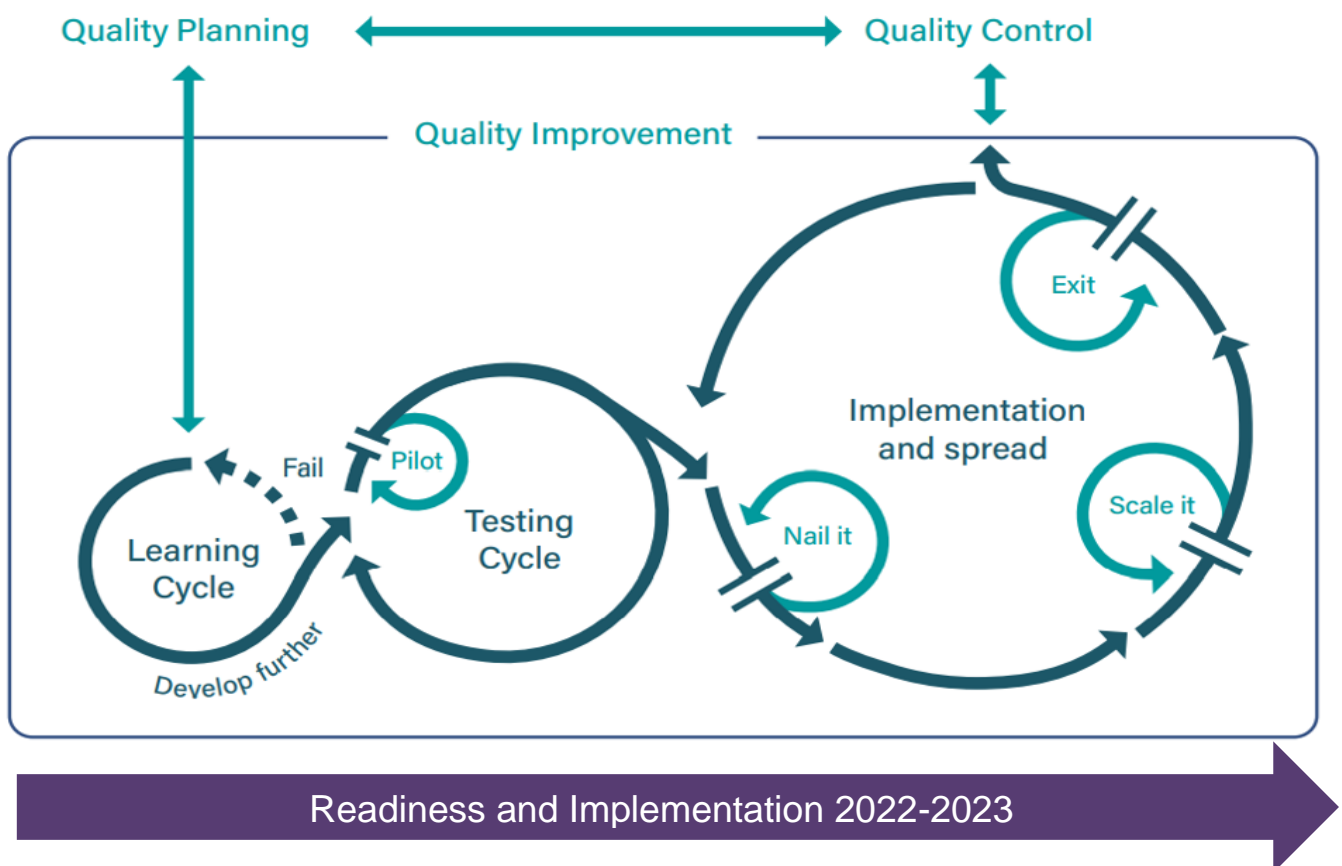 Quality Planning
Quality Control
Quality Improvement
Exit
Implementation
and spread
Fail
Pilot
Scale it
Testing
Cycle
Nail it
Learning
Cycle
Develop further
Readiness and Implementation 2022-2023